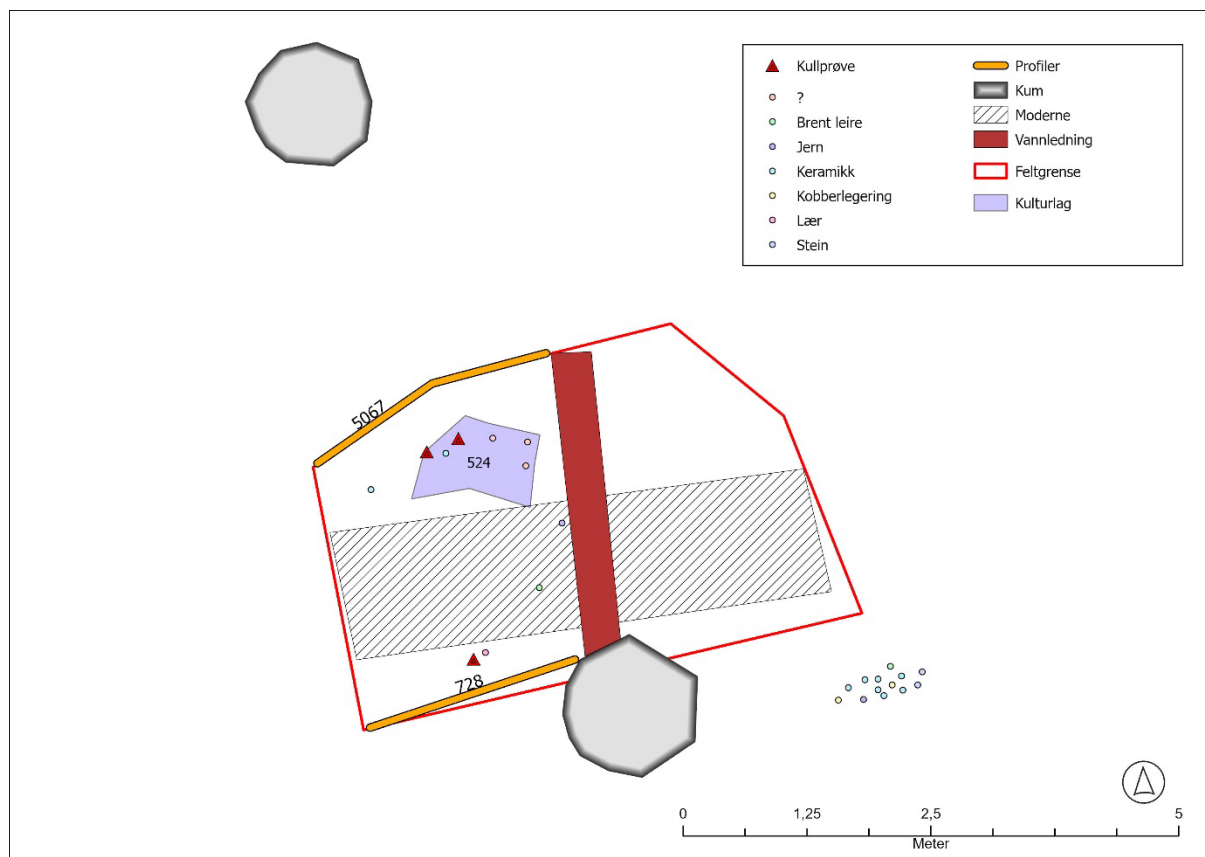 Kullprøve
?
Brent leire
Jern
Keramikk
Kobberlegering
Lær
Stein
Profiler
Kum
Moderne
Vannledning
Feltgrense
Kulturlag
5067
524
728
0 1,25 2,5 5
Meter